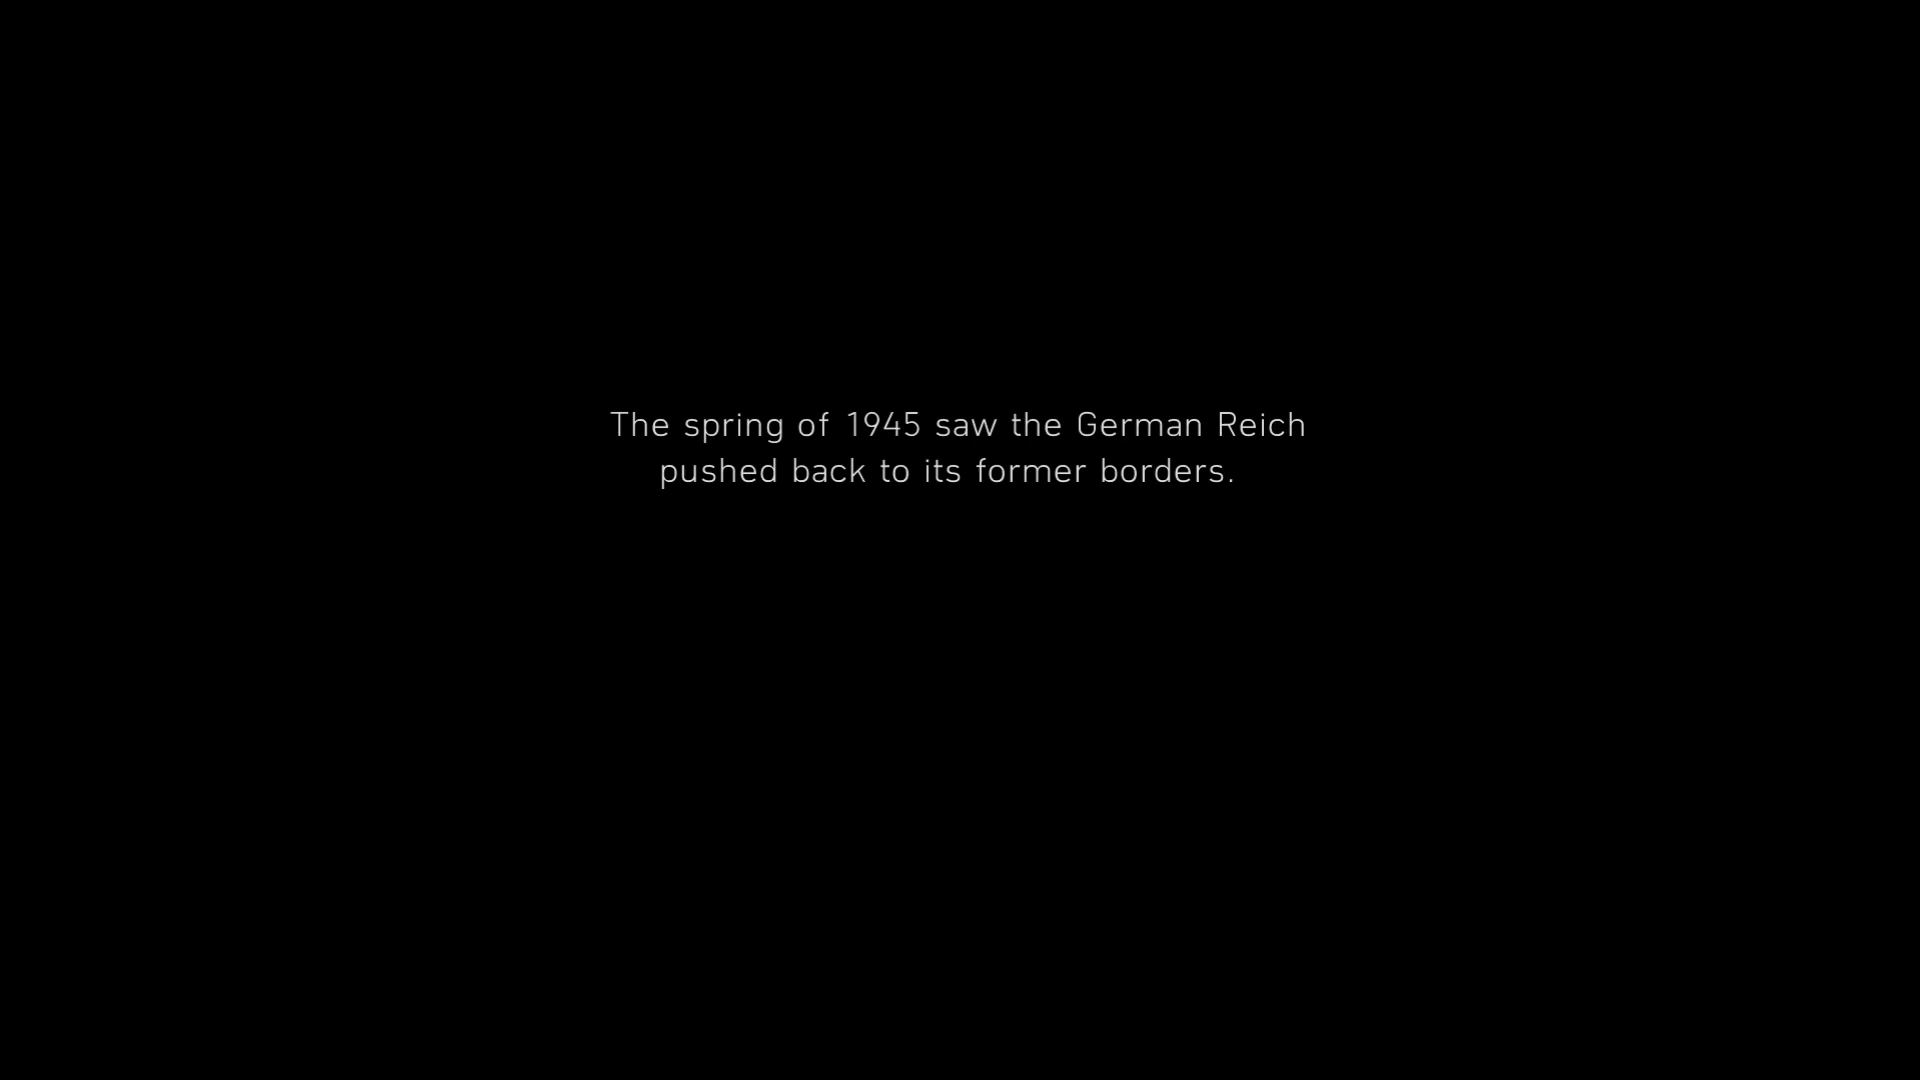 The spring of 1945 saw the German Reich
pushed back to its former borders.